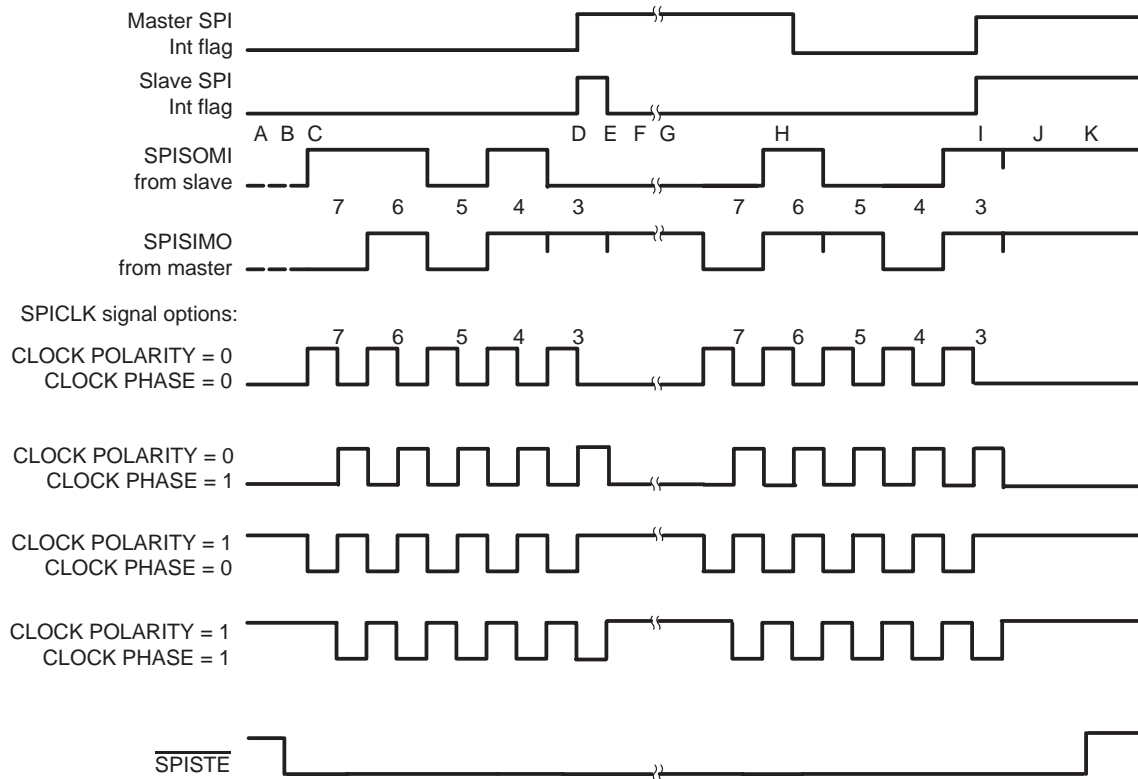 Master SPI
Int flag
Slave SPI
Int flag
A B C D E F G H I J K
SPISOMI
from slave
7 6 5 4 3 7 6 5 4 3
SPISIMO
from master
SPICLK signal options:
7 6 5 4 3 7 6 5 4 3
CLOCK POLARITY = 0
CLOCK PHASE = 0
CLOCK POLARITY = 0
CLOCK PHASE = 1
CLOCK POLARITY = 1
CLOCK PHASE = 0
CLOCK POLARITY = 1
CLOCK PHASE = 1
SPISTE